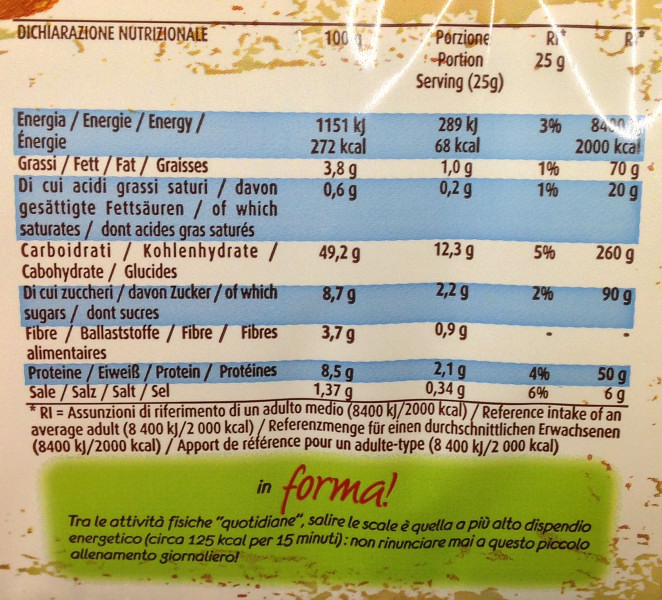 DICHIARAZIONE NUTRIZIONALE 100 g Porzione RI* RI*
Portion 25 g
Serving (25g)
Energia / Energie / Energy / 1151 kJ 289 kJ 3% 8400
Énergie 272 kcal 68 kcal 2000 kcal
Grassi / Fett / Fat / Graisses 3,8 g 1,0 g 1% 70 g
Di cui acidi grassi saturi / davon 0,6 g 0,2 g 1% 20 g
gesättigte Fettsäuren / of which
saturates / dont acides gras saturés
Carboidrati / Kohlenhydrate / 49,2 g 12,3 g 5% 260 g
Cabohydrate / Glucides
Di cui zuccheri / davon Zucker / of which 8,7 g 2,2 g 2% 90 g
sugars / dont sucres
Fibre / Ballaststoffe / Fibre / Fibres 3,7 g 0,9 g - -
alimentaires
Proteine / Eiweiß / Protein / Protéines 8,5 g 2,1 g 4% 50 g
Sale / Salz / Salt / Sel 1,37 g 0,34 g 6% 6 g
* RI = Assunzioni di riferimento di un adulto medio (8400 kJ/2000 kcal) / Reference intake of an
average adult (8 400 kJ/2 000 kcal) / Referenzmenge für einen durchschnittlichen Erwachsenen
(8400 kJ/2000 kcal) / Apport de référence pour un adulte-type (8 400 kJ/2 000 kcal)
in forma!
Tra le attività fisiche "quotidiane", salire le scale è quella a più alto dispendio
energetico (circa 125 kcal per 15 minuti): non rinunciare mai a questo piccolo
allenamento giornaliero!